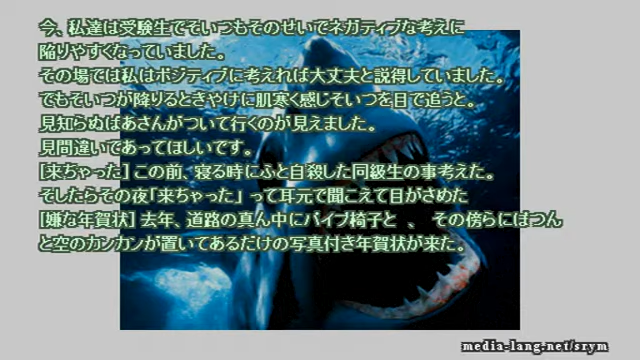 今、私達は受験生でそいつもそのせいでネガティブな考えに
陥りやすくなっていました。
その場では私はポジティブに考えれば大丈夫と説得していました。
でもそいつが降りるときやけに肌寒く感じそいつを目で追うと。
見知らぬばあさんがついて行くのが見えました。
見間違いであってほしいです。
[来ちゃった] この前、寝る時にふと自殺した同級生の事考えた。
そしたらその夜「来ちゃった」 って耳元で聞こえて目がさめた
[嫌な年賀状] 去年、道路の真ん中にパイプ椅子と 、 その傍らにぽつん
と空のカンカンが置いてあるだけの写真付き年賀状が来た。
media-lang-net/srym